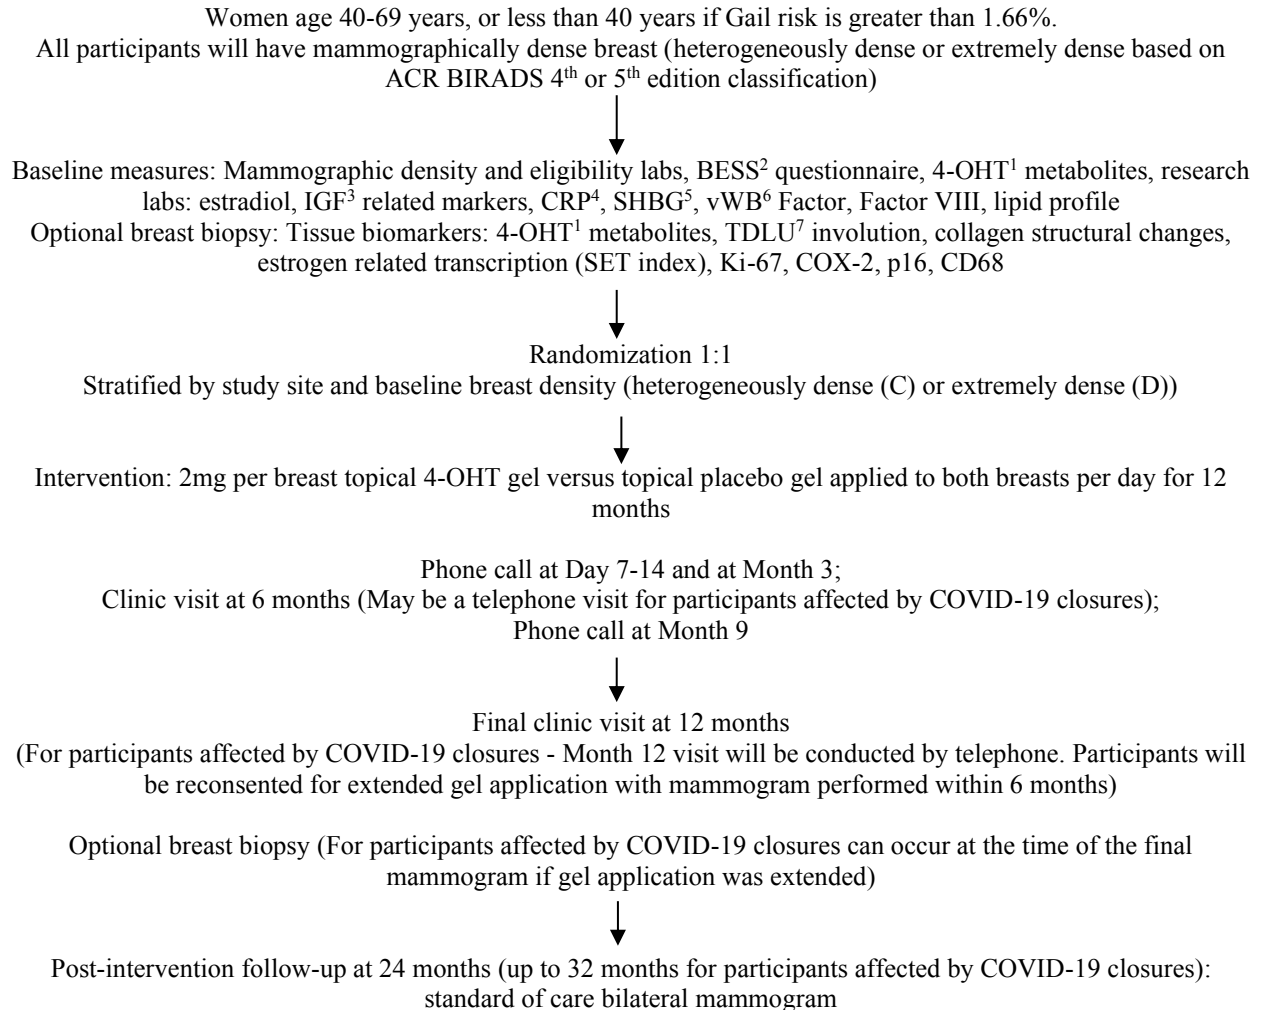 Women age 40-69 years, or less than 40 years if Gail risk is greater than 1.66%.
All participants will have mammographically dense breast (heterogeneously dense or extremely dense based on
ACR BIRADS 4th or 5th edition classification)
Baseline measures: Mammographic density and eligibility labs, BESS2 questionnaire, 4-OHT1 metabolites, research
labs: estradiol, IGF3 related markers, CRP4, SHBG5, vWB6 Factor, Factor VIII, lipid profile
Optional breast biopsy: Tissue biomarkers: 4-OHT1 metabolites, TDLU7 involution, collagen structural changes,
estrogen related transcription (SET index), Ki-67, COX-2, p16, CD68
Randomization 1:1
Stratified by study site and baseline breast density (heterogeneously dense (C) or extremely dense (D))
Intervention: 2mg per breast topical 4-OHT gel versus topical placebo gel applied to both breasts per day for 12
months
Phone call at Day 7-14 and at Month 3;
Clinic visit at 6 months (May be a telephone visit for participants affected by COVID-19 closures);
Phone call at Month 9
Final clinic visit at 12 months
(For participants affected by COVID-19 closures - Month 12 visit will be conducted by telephone. Participants will
be reconsented for extended gel application with mammogram performed within 6 months)
Optional breast biopsy (For participants affected by COVID-19 closures can occur at the time of the final
mammogram if gel application was extended)
Post-intervention follow-up at 24 months (up to 32 months for participants affected by COVID-19 closures):
standard of care bilateral mammogram